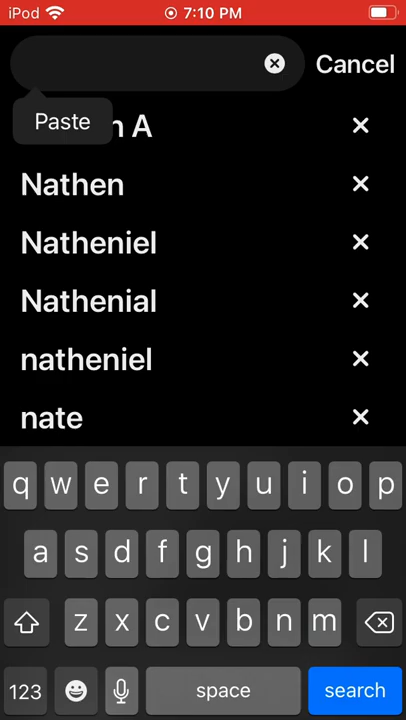 iPod 7:10 PM
Cancel
Paste
n A
Nathen
Natheniel
Nathenial
natheniel
nate
q w e r t y u i o p
a s d f g h j k l
z x c v b n m
123 space search